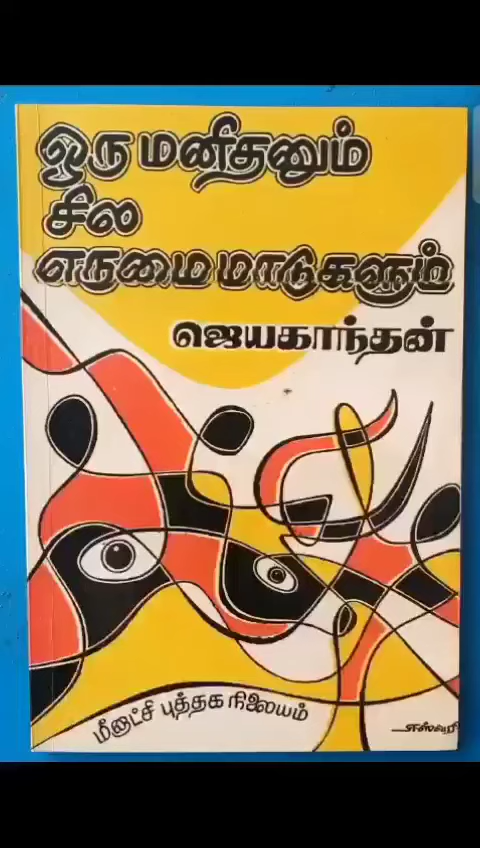 ஒரு மனிதனும்
சில
எருமை மாடுகளும்
ஜெயகாந்தன்
மீனாட்சி புத்தக நிலையம்